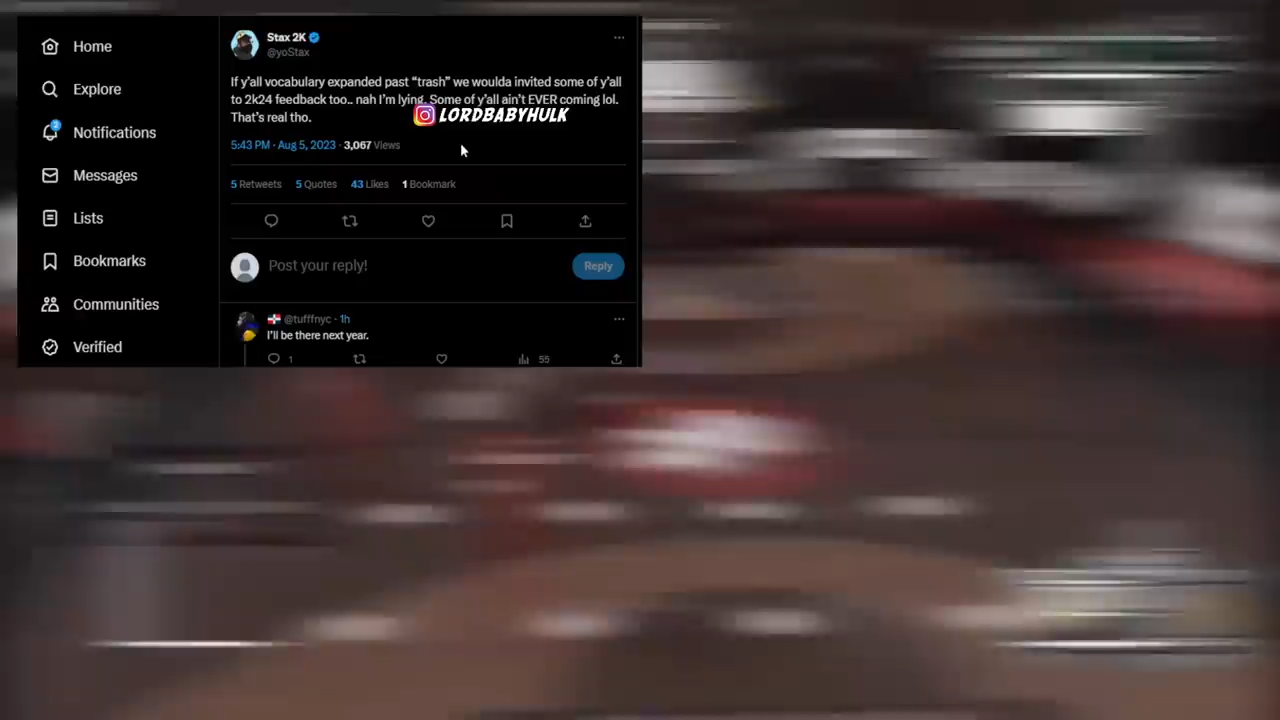 Home
Explore
2
Notifications
Messages
Lists
Bookmarks
Communities
Verified
Stax 2K
@yoStax
If y'all vocabulary expanded past “trash” we woulda invited some of y'all
to 2k24 feedback too.. nah I'm lying. Some of y'all ain't EVER coming lol.
That's real tho.
LORDBABYHULK
5:43 PM · Aug 5, 2023 · 3,067 Views
5 Retweets 5 Quotes 43 Likes 1 Bookmark
Post your reply!
Reply
@tufffnyc · 1h
I'll be there next year.
1 55